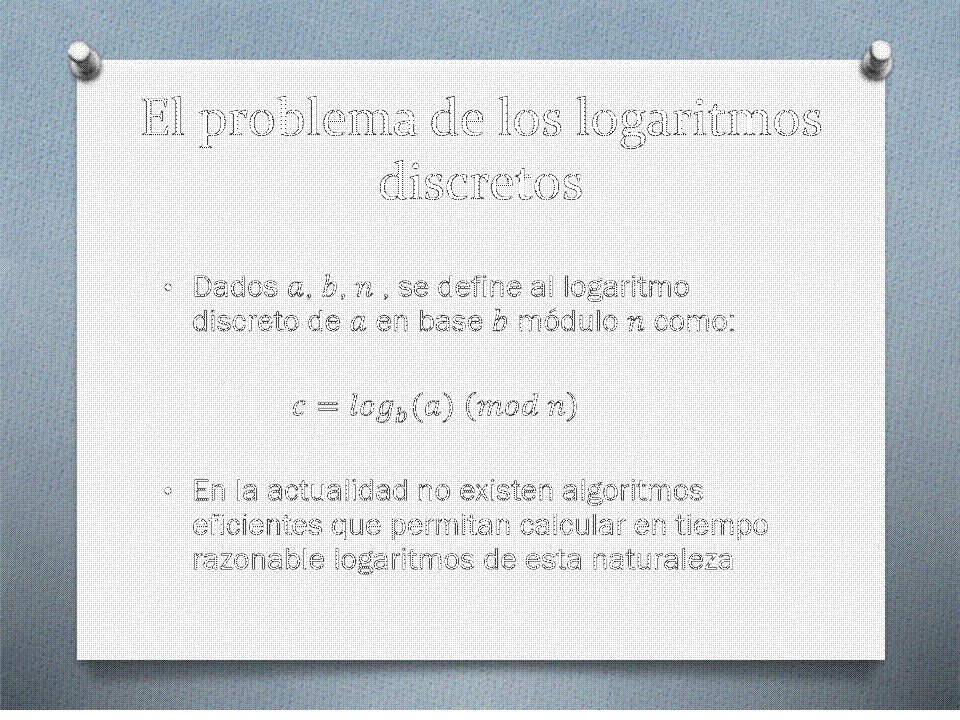 El problema de los logaritmos
discretos
• Dados a, b, n , se define al logaritmo
discreto de a en base b módulo n como:
c = log_b(a) (mod n)
• En la actualidad no existen algoritmos
eficientes que permitan calcular en tiempo
razonable logaritmos de esta naturaleza